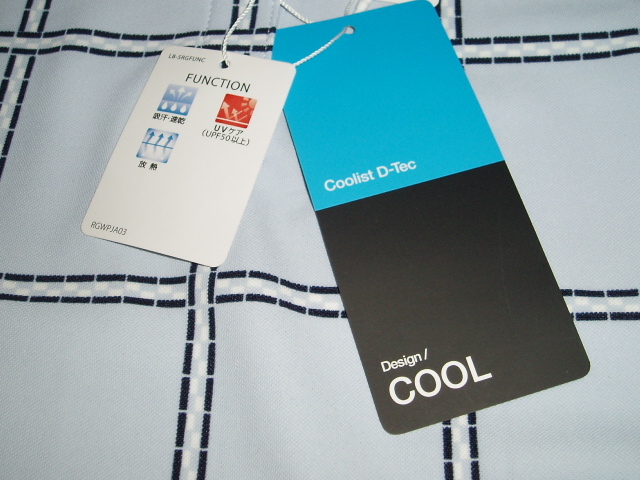 LB-SRGFUNC
FUNCTION
吸汗・速乾
UVケア
(UPF50以上)
放熱
RGWPJA03
Coolist D-Tec
Design /
COOL